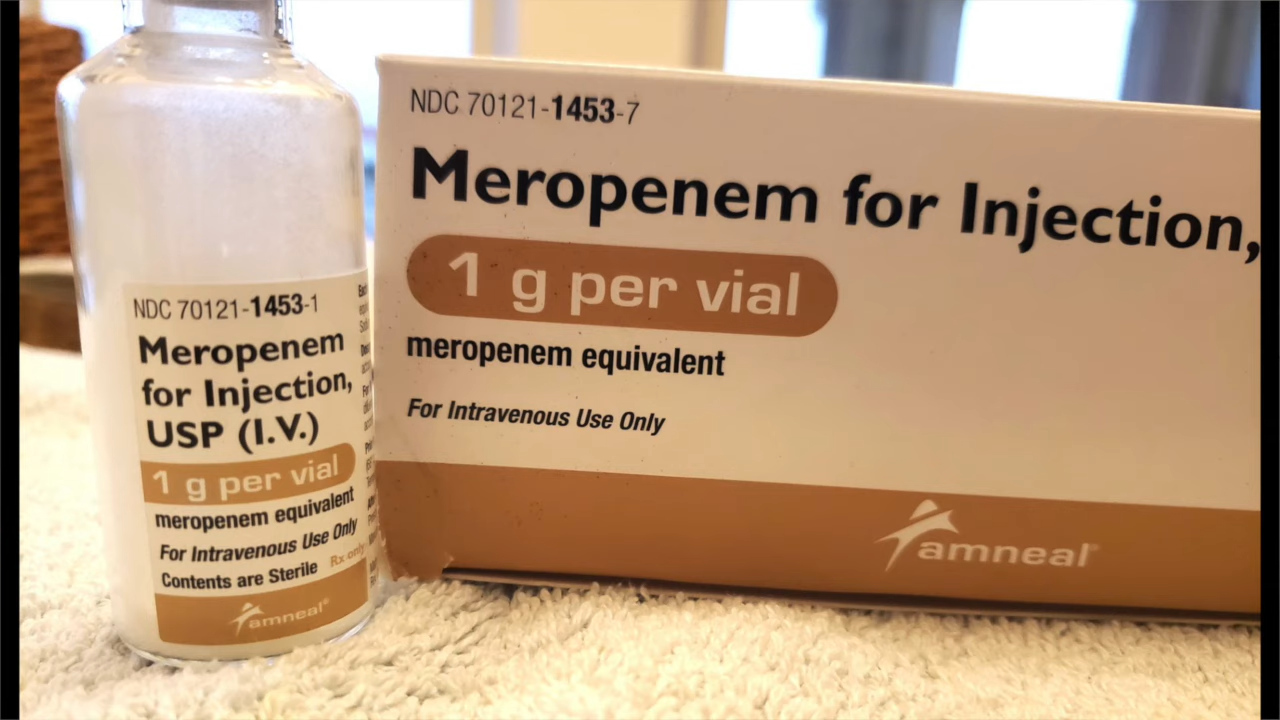 NDC 70121-1453-1
Meropenem
for Injection,
USP (I.V.)
1 g per vial
meropenem equivalent
For Intravenous Use Only
Contents are Sterile
Rx only
amneal®
NDC 70121-1453-7
Meropenem for Injection,
1 g per vial
meropenem equivalent
For Intravenous Use Only
amneal®